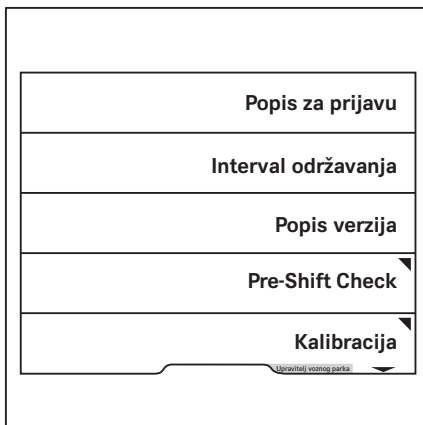 Popis za prijavu
Interval održavanja
Popis verzija
Pre-Shift Check
Kalibracija
Upravitelj voznog parka